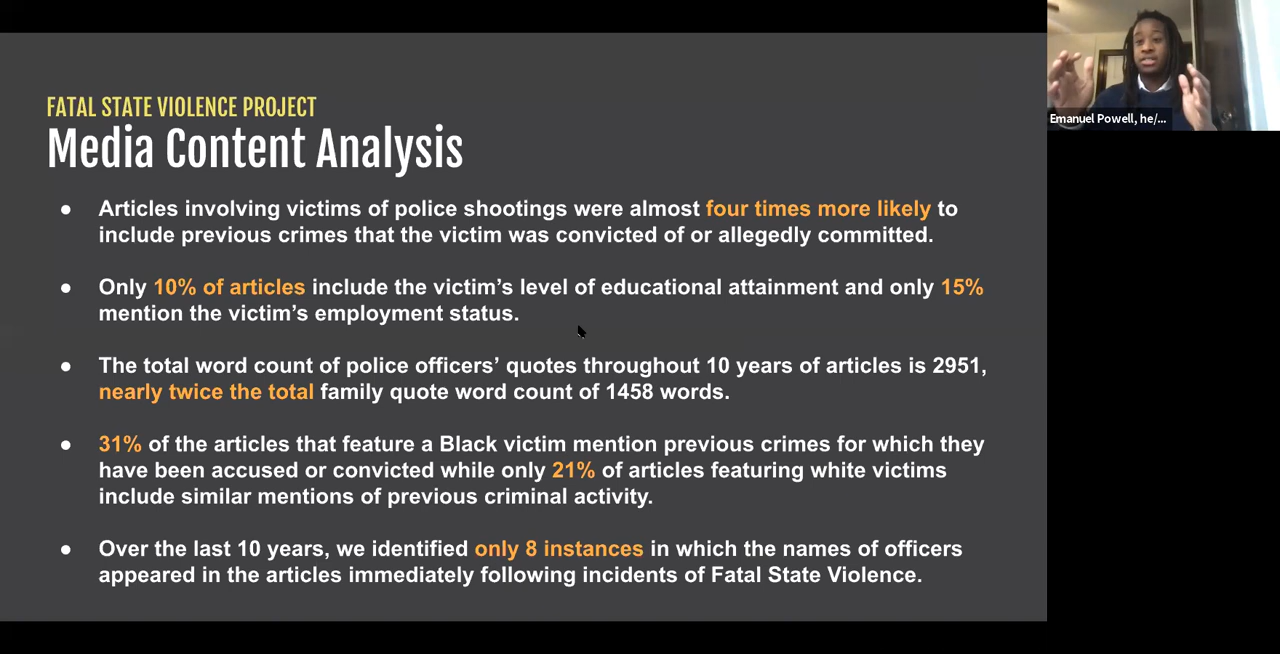 FATAL STATE VIOLENCE PROJECT
Media Content Analysis
● Articles involving victims of police shootings were almost four times more likely to
include previous crimes that the victim was convicted of or allegedly committed.
● Only 10% of articles include the victim’s level of educational attainment and only 15%
mention the victim’s employment status.
● The total word count of police officers’ quotes throughout 10 years of articles is 2951,
nearly twice the total family quote word count of 1458 words.
● 31% of the articles that feature a Black victim mention previous crimes for which they
have been accused or convicted while only 21% of articles featuring white victims
include similar mentions of previous criminal activity.
● Over the last 10 years, we identified only 8 instances in which the names of officers
appeared in the articles immediately following incidents of Fatal State Violence.
Emanuel Powell, he/...